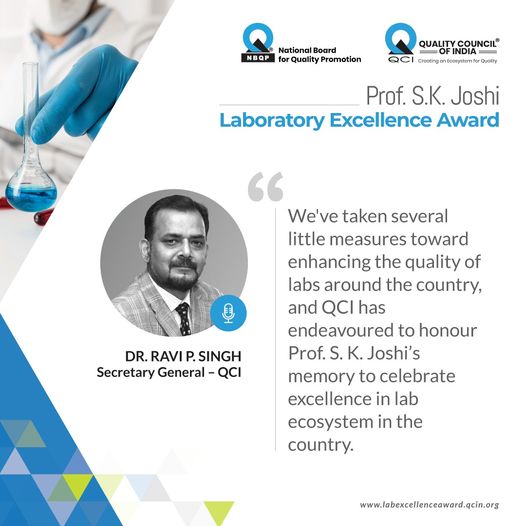 NBQP
National Board
for Quality Promotion
QCI
QUALITY COUNCIL®
OF INDIA
Creating an Ecosystem for Quality
Prof. S.K. Joshi
Laboratory Excellence Award
“
We've taken several
little measures toward
enhancing the quality of
labs around the country,
and QCI has
endeavoured to honour
Prof. S. K. Joshi’s
memory to celebrate
excellence in lab
ecosystem in the
country.
DR. RAVI P. SINGH
Secretary General – QCI
www.labexcellenceaward.qcin.org